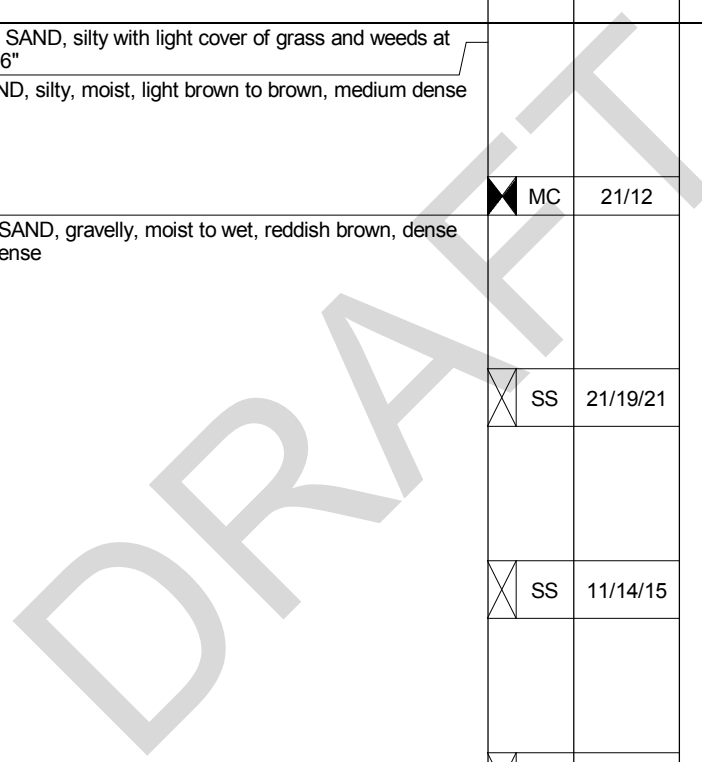 SAND, silty with light cover of grass and weeds at
6"
ND, silty, moist, light brown to brown, medium dense
MC 21/12
SAND, gravelly, moist to wet, reddish brown, dense
ense
SS 21/19/21
SS 11/14/15
DRAFT